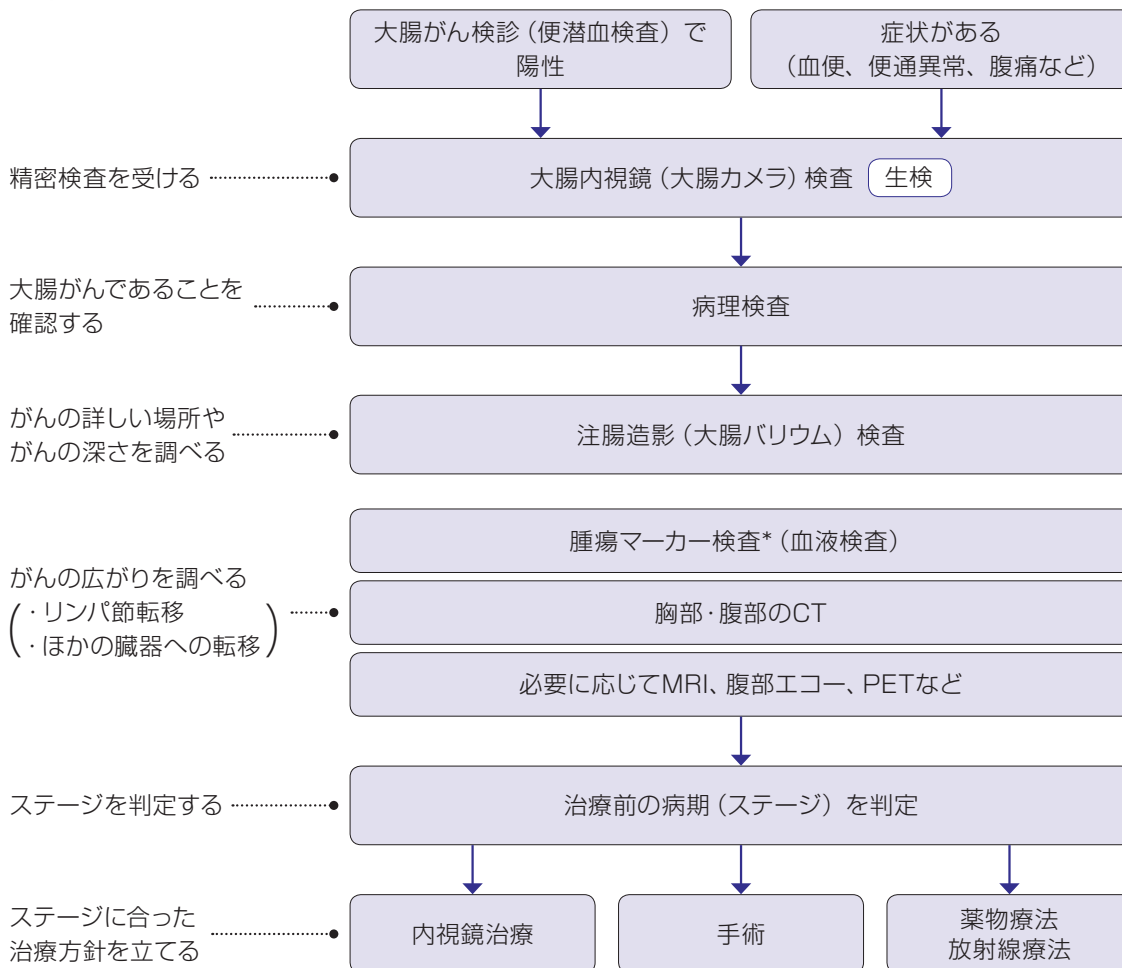 大腸がん検診（便潜血検査）で
陽性
症状がある
（血便、便通異常、腹痛など）
精密検査を受ける
大腸内視鏡（大腸カメラ）検査 生検
大腸がんであることを
確認する
病理検査
がんの詳しい場所や
がんの深さを調べる
注腸造影（大腸バリウム）検査
がんの広がりを調べる
（・リンパ節転移
・ほかの臓器への転移）
腫瘍マーカー検査*（血液検査）
胸部・腹部のCT
必要に応じてMRI、腹部エコー、PETなど
ステージを判定する
治療前の病期（ステージ）を判定
ステージに合った
治療方針を立てる
内視鏡治療
手術
薬物療法
放射線療法